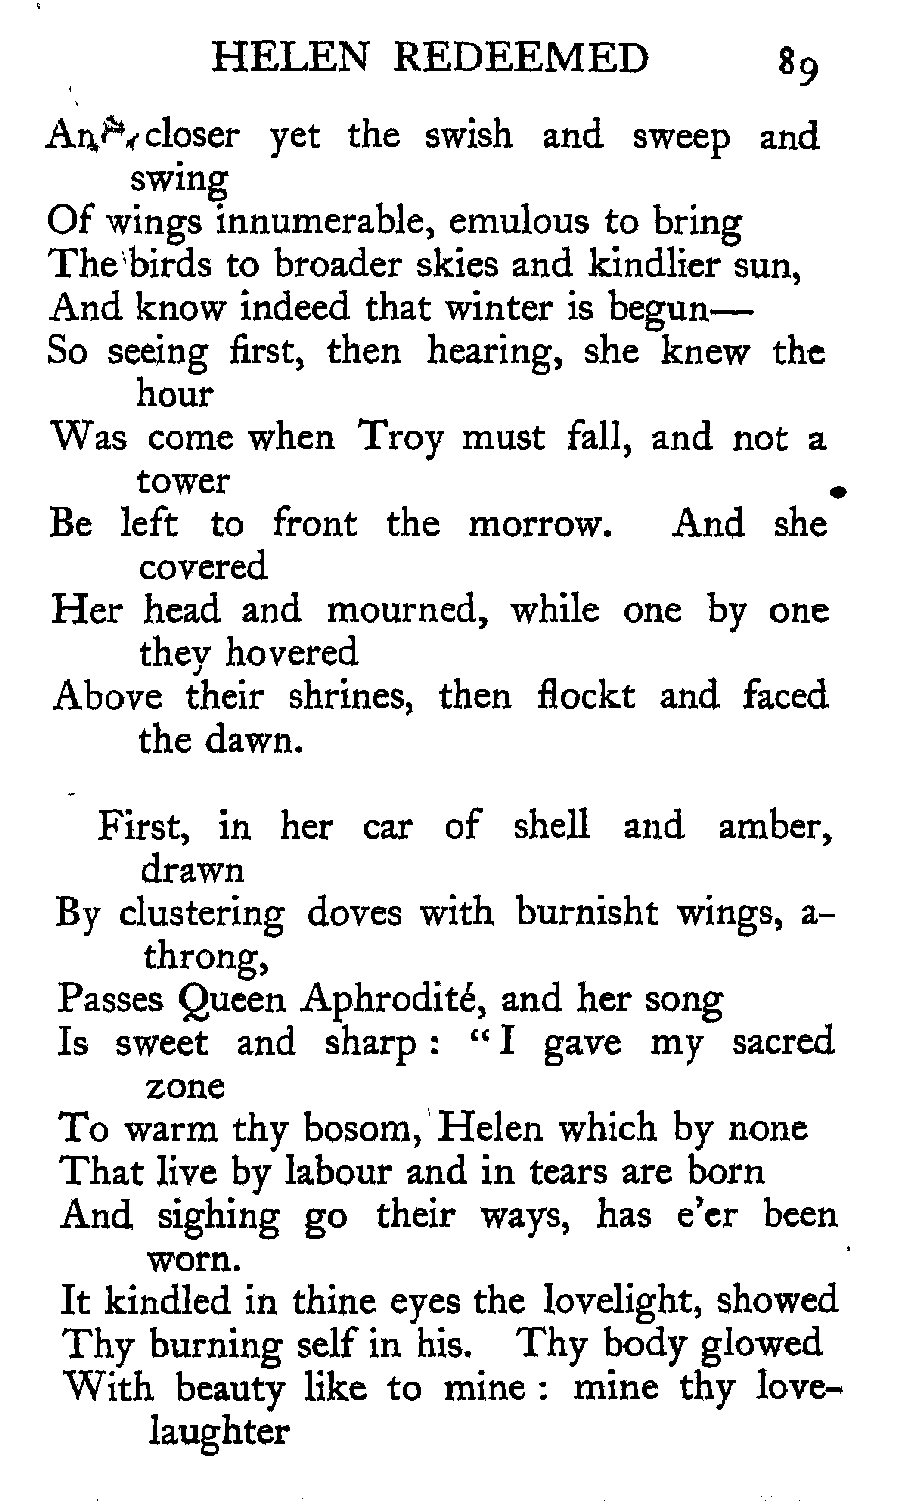 HELEN REDEEMED 89
closer yet the swish and sweep and
swing
Of wings innumerable, emulous to bring
The birds to broader skies and kindlier sun,
And know indeed that winter is begun—
So seeing first, then hearing, she knew the
hour
Was come when Troy must fall, and not a
tower
Be left to front the morrow. And she
covered
Her head and mourned, while one by one
they hovered
Above their shrines, then flockt and faced
the dawn.
First, in her car of shell and amber,
drawn
By clustering doves with burnisht wings, a-
throng,
Passes Queen Aphrodité, and her song
Is sweet and sharp : “ I gave my sacred
zone
To warm thy bosom, Helen which by none
That live by labour and in tears are born
And sighing go their ways, has e’er been
worn.
It kindled in thine eyes the lovelight, showed
Thy burning self in his. Thy body glowed
With beauty like to mine : mine thy love-
laughter